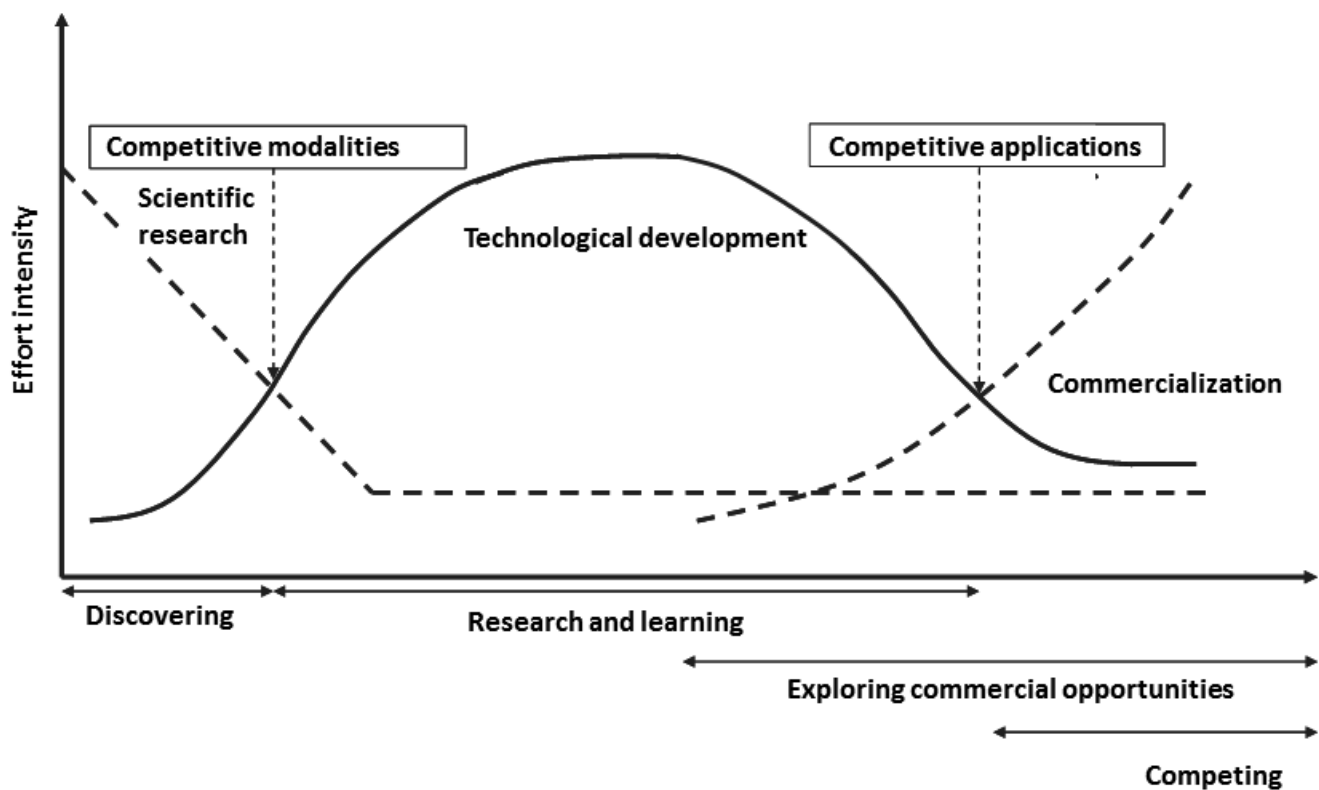 Competitive modalities
Competitive applications
Scientific
research
Technological development
Effort intensity
Commercialization
Discovering
Research and learning
Exploring commercial opportunities
Competing